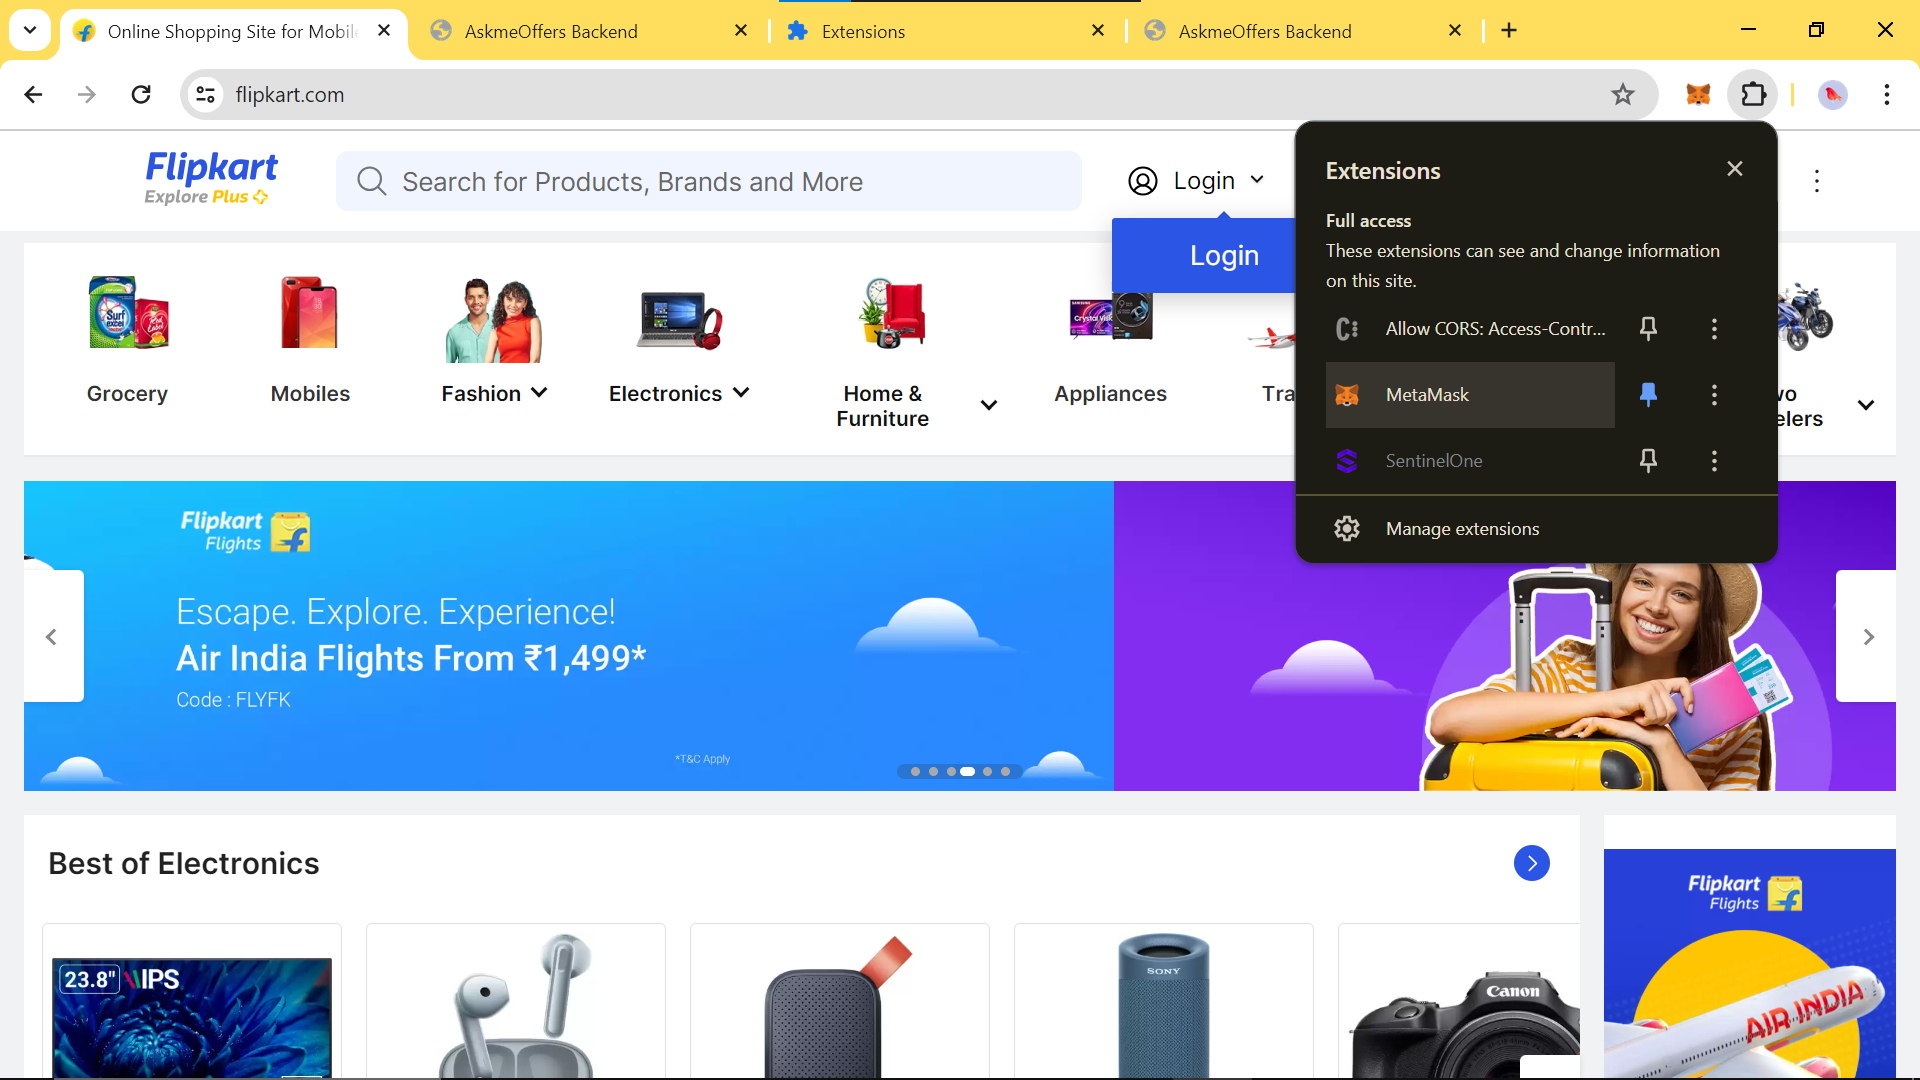 Online Shopping Site for Mobile
AskmeOffers Backend
Extensions
AskmeOffers Backend
flipkart.com
Flipkart
Explore Plus
Search for Products, Brands and More
Login
Login
Extensions
Full access
These extensions can see and change information
on this site.
Allow CORS: Access-Contr...
MetaMask
SentinelOne
Manage extensions
Grocery
Mobiles
Fashion
Electronics
Home &
Furniture
Appliances
Tra
wo
elers
Flipkart
Flights
Escape. Explore. Experience!
Air India Flights From ₹1,499*
Code : FLYFK
*T&C Apply
Best of Electronics
23.8" IPS
SONY
Canon
Flipkart
Flights
AIR INDIA